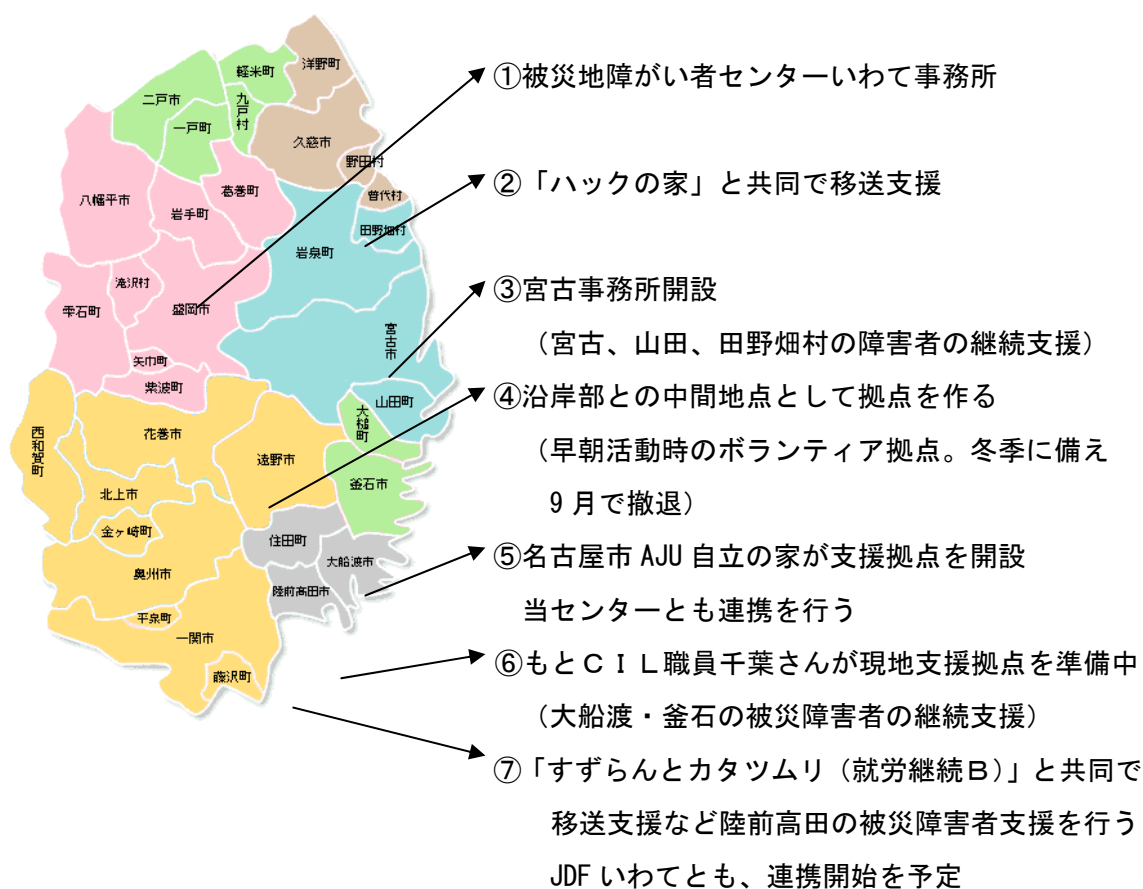 洋野町
軽米町
二戸市
九戸村
一戸町
久慈市
野田村
普代村
葛巻町
八幡平市
岩手町
田野畑村
岩泉町
滝沢村
雫石町
盛岡市
宮古市
矢巾町
紫波町
山田町
大槌町
花巻市
西和賀町
遠野市
釜石市
北上市
金ヶ崎町
住田町
大船渡市
奥州市
陸前高田市
平泉町
一関市
藤沢町
①被災地障がい者センターいわて事務所
②「ハックの家」と共同で移送支援
③宮古事務所開設
（宮古、山田、田野畑村の障害者の継続支援）
④沿岸部との中間地点として拠点を作る
（早朝活動時のボランティア拠点。冬季に備え
9月で撤退）
⑤名古屋市 AJU 自立の家が支援拠点を開設
当センターとも連携を行う
⑥もとＣＩＬ職員千葉さんが現地支援拠点を準備中
（大船渡・釜石の被災障害者の継続支援）
⑦「すずらんとカタツムリ（就労継続Ｂ）」と共同で
移送支援など陸前高田の被災障害者支援を行う
JDF いわてとも、連携開始を予定